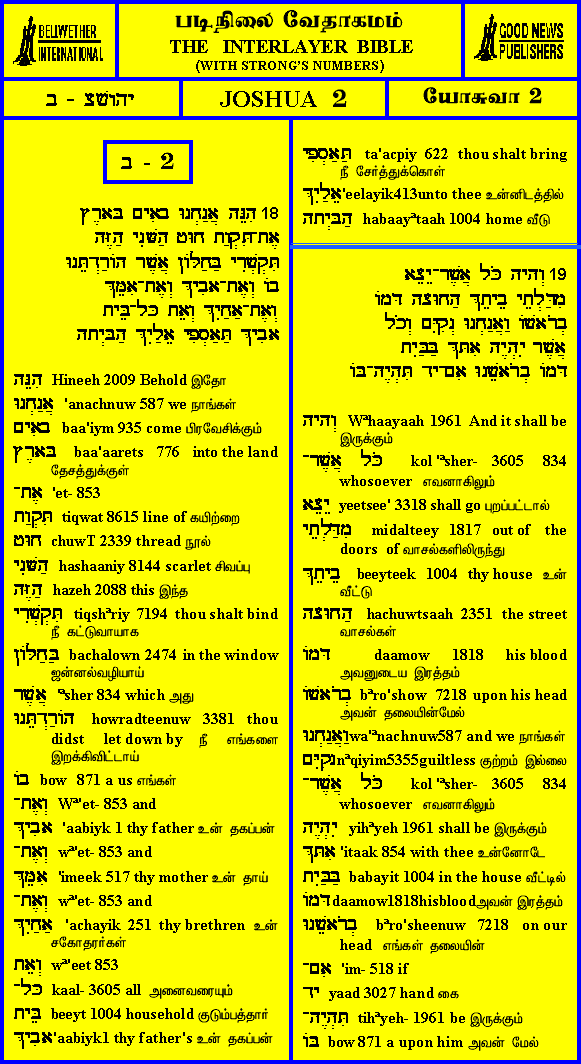 BELLWETHER
INTERNATIONAL
படிநிலை வேதாகமம்
THE INTERLAYER BIBLE
(WITH STRONG'S NUMBERS)
GOOD NEWS
PUBLISHERS
יהושצ - ב
JOSHUA 2
யோசுவா 2
ב - 2
18 הִנֵּה אֲנַחְנוּ בָאִים בָּאָרֶץ
אֶת־תִּקְוַת חוּט הַשָּׁנִי הַזֶּה
תִּקְשְׁרִי בַּחַלּוֹן אֲשֶׁר הוֹרַדְתֵּנוּ
בוֹ וְאֶת־אָבִיךְ וְאֶת־אִמֵּךְ
וְאֶת־אַחַיִךְ וְאֵת כָּל־בֵּית
אָבִיךְ תַּאַסְפִי אֵלַיִךְ הַבָּיְתָה
הִנֵּה Hineeh 2009 Behold இதோ
אֲנַחְנוּ 'anachnuw 587 we நாங்கள்
בָאִים baa'iym 935 come பிரவேசிக்கும்
בָּאָרֶץ baa'aarets 776 into the land
தேசத்துக்குள்
אֶת־ 'et- 853
תִּקְוַת tiqwat 8615 line of கயிற்றை
חוּט chuwT 2339 thread நூல்
הַשָּׁנִי hashaaniy 8144 scarlet சிவப்பு
הַזֶּה hazeh 2088 this இந்த
תִּקְשְׁרִי tiqshªriy 7194 thou shalt bind
நீ கட்டுவாயாக
בַּחַלּוֹן bachalown 2474 in the window
ஜன்னல்வழியாய்
אֲשֶׁר ªsher 834 which அது
הוֹרַדְתֵּנוּ howradteenuw 3381 thou
didst let down by நீ எங்களை
இறக்கிவிட்டாய்
בוֹ bow 871 a us எங்கள்
וְאֶת־ Wª'et- 853 and
אָבִיךְ 'aabiyk 1 thy father உன் தகப்பன்
וְאֶת־ wª'et- 853 and
אִמֵּךְ 'imeek 517 thy mother உன் தாய்
וְאֶת־ wª'et- 853 and
אַחַיִךְ 'achayik 251 thy brethren உன்
சகோதரர்கள்
וְאֵת wª'eet 853
כָּל־ kaal- 3605 all அனைவரையும்
בֵּית beeyt 1004 household குடும்பத்தார்
אָבִיךְ 'aabiyk1 thy father's உன் தகப்பன்
תַּאַסְפִי ta'acpiy 622 thou shalt bring
நீ சேர்த்துக்கொள்
אֵלַיִךְ 'eelayik413unto thee உன்னிடத்தில்
הַבָּיְתָה habaayªtaah 1004 home வீடு
19 וְהָיָה כֹּל אֲשֶׁר־יֵצֵא
מִדַּלְתֵי בֵיתֵךְ הַחוּצָה דָּמוֹ
בְרֹאשׁוֹ וַאֲנַחְנוּ נְקִיִּם וְכֹל
אֲשֶׁר יִהְיֶה אִתָּךְ בַּבַּיִת
דָּמוֹ בְרֹאשֵׁנוּ אִם־יָד תִּהְיֶה־בּוֹ
וְהָיָה Wªhaayaah 1961 And it shall be
இருக்கும்
כֹּל אֲשֶׁר־ kol 'ªsher- 3605 834
whosoever எவனாகிலும்
יֵצֵא yeetsee' 3318 shall go புறப்பட்டால்
מִדַּלְתֵי midalteey 1817 out of the
doors of வாசல்களிலிருந்து
בֵיתֵךְ beeyteek 1004 thy house உன்
வீட்டு
הַחוּצָה hachuwtsaah 2351 the street
வாசல்கள்
דָּמוֹ daamow 1818 his blood
அவனுடைய இரத்தம்
בְרֹאשׁוֹ bªro'show 7218 upon his head
அவன் தலையின்மேல்
וַאֲנַחְנוּ wa'ªnachnuw587 and we நாங்கள்
נְקִיִּם nªqiyim5355guiltless குற்றம் இல்லை
כֹּל אֲשֶׁר־ kol 'ªsher- 3605 834
whosoever எவனாகிலும்
יִהְיֶה yihªyeh 1961 shall be இருக்கும்
אִתָּךְ 'itaak 854 with thee உன்னோடே
בַּבַּיִת babayit 1004 in the house வீட்டில்
דָּמוֹ daamow1818hisblood அவன் இரத்தம்
בְרֹאשֵׁנוּ bªro'sheenuw 7218 on our
head எங்கள் தலையின்
אִם־ 'im- 518 if
יָד yaad 3027 hand கை
תִּהְיֶה־ tihªyeh- 1961 be இருக்கும்
בּוֹ bow 871 a upon him அவன் மேல்